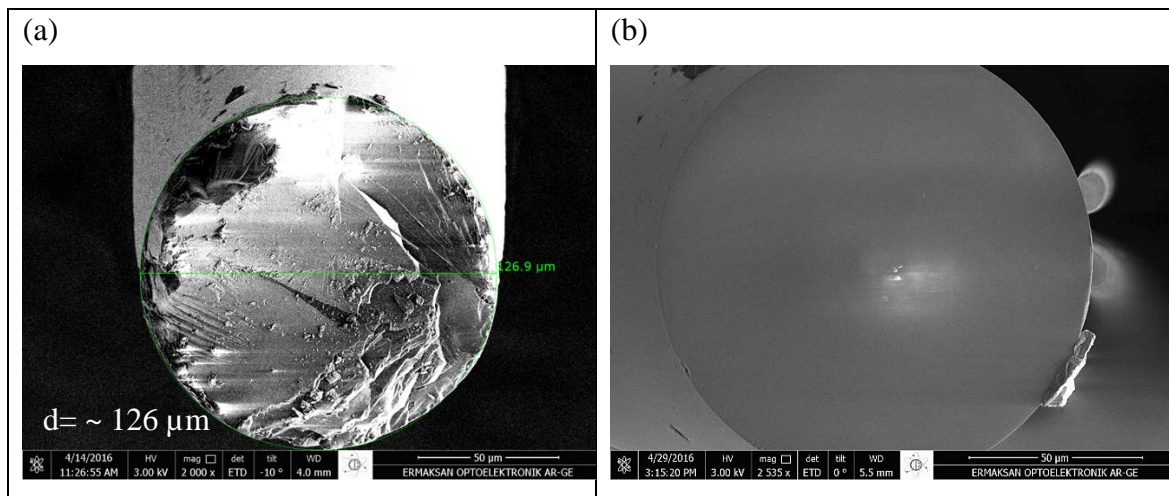 (a)
126.9 µm
d= ~ 126 µm
4/14/2016
11:26:55 AM
HV
3.00 kV
mag
2 000 x
det
ETD
tilt
-10 °
WD
4.0 mm
50 µm
ERMAKSAN OPTOELEKTRONIK AR-GE
(b)
4/29/2016
3:15:20 PM
HV
3.00 kV
mag
2 535 x
det
ETD
tilt
0 °
WD
5.5 mm
50 µm
ERMAKSAN OPTOELEKTRONIK AR-GE